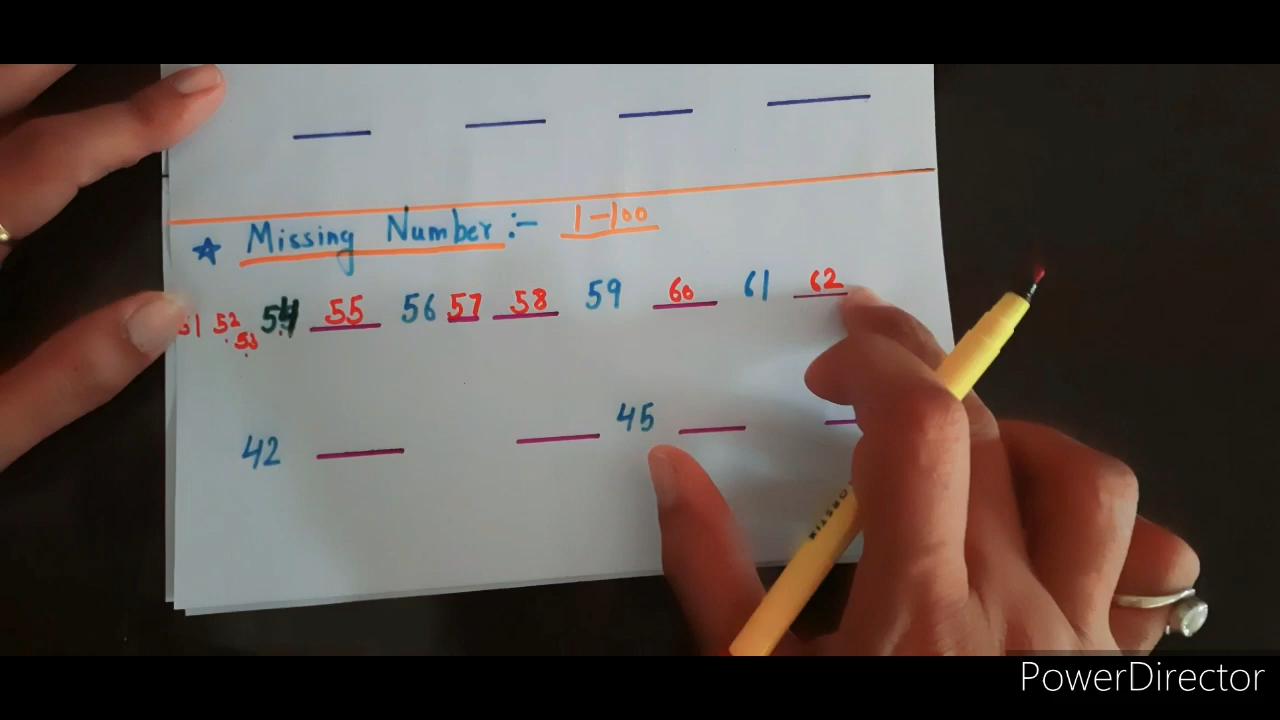 Missing Number :- 1-100
51 52 53 54 55 56 57 58 59 60 61 62
42 45
PowerDirector